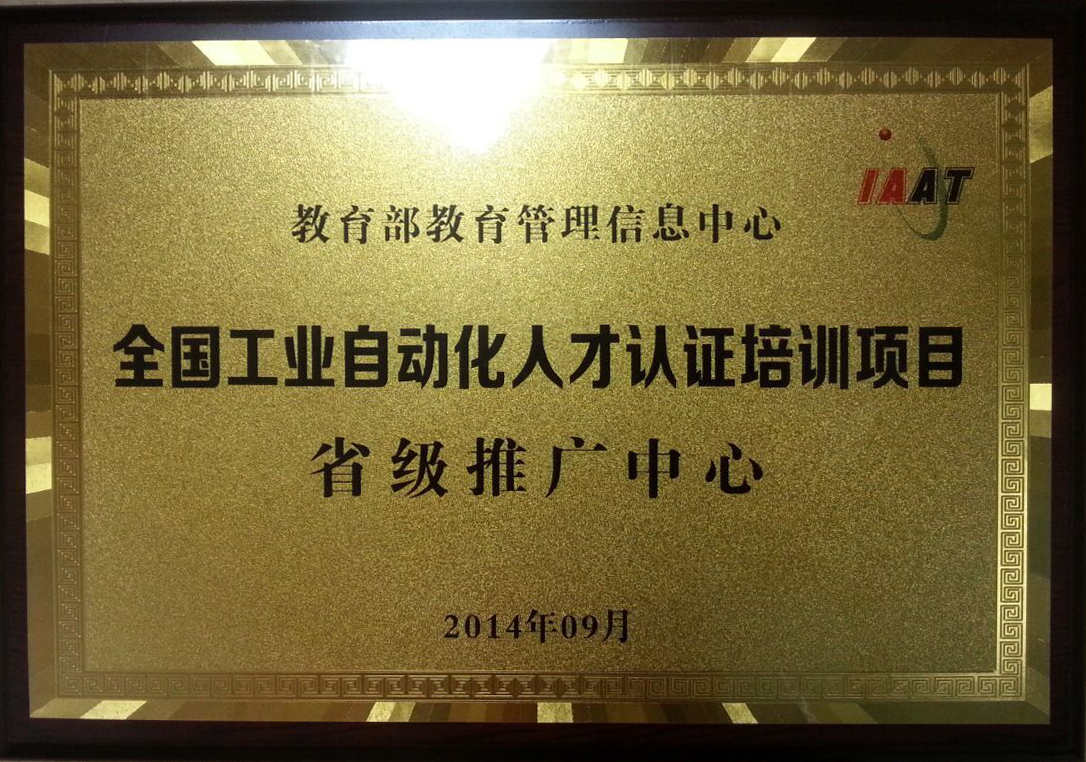 IAAT
教育部教育管理信息中心
全国工业自动化人才认证培训项目
省级推广中心
2014年09月